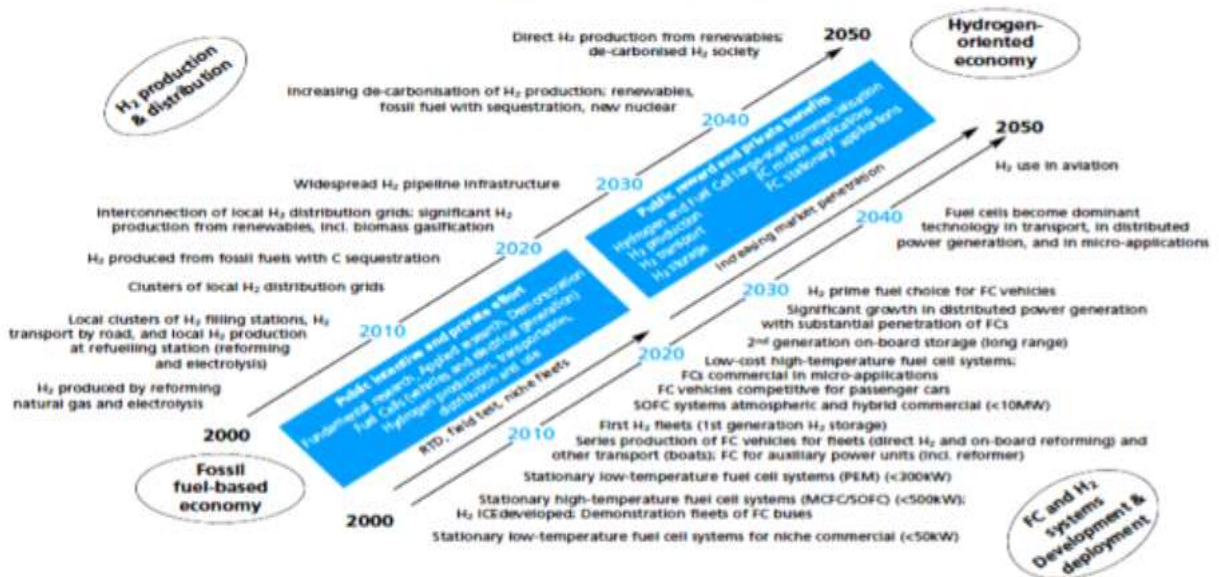 H₂ production
& distribution
Direct H₂ production from renewables;
de-carbonised H₂ society
2050
Hydrogen-
oriented
economy
Increasing de-carbonisation of H₂ production; renewables,
fossil fuel with sequestration, new nuclear
2040
Widespread H₂ pipeline infrastructure
2030
Interconnection of local H₂ distribution grids; significant H₂
production from renewables, incl. biomass gasification
2020
H₂ produced from fossil fuels with C sequestration
Clusters of local H₂ distribution grids
Local clusters of H₂ filling stations, H₂
transport by road, and local H₂ production
at refuelling station (reforming
and electrolysis)
2010
H₂ produced by reforming
natural gas and electrolysis
2000
Fossil
fuel-based
economy
Public reward and private benefits
Hydrogen and Fuel Cell large-scale commercialisation
H₂ production
H₂ transport
H₂ storage
FC mobile applications
FC stationary applications
Increasing market penetration
Public incentive and private effort
Fundamental research, Applied research, Demonstration
Fuel Cells (vehicles and electrical generation)
Hydrogen production, transportation,
distribution and use
RTD, field test, niche fleets
2050
H₂ use in aviation
2040
Fuel cells become dominant
technology in transport, in distributed
power generation, and in micro-applications
2030
H₂ prime fuel choice for FC vehicles
Significant growth in distributed power generation
with substantial penetration of FCs
2nd generation on-board storage (long range)
2020
Low-cost high-temperature fuel cell systems;
FCs commercial in micro-applications
FC vehicles competitive for passenger cars
SOFC systems atmospheric and hybrid commercial (<10MW)
2010
First H₂ fleets (1st generation H₂ storage)
Series production of FC vehicles for fleets (direct H₂ and on-board reforming) and
other transport (boats); FC for auxiliary power units (incl. reformer)
Stationary low-temperature fuel cell systems (PEM) (<300kW)
Stationary high-temperature fuel cell systems (MCFC/SOFC) (<500kW);
H₂ ICEdeveloped; Demonstration fleets of FC buses
2000
Stationary low-temperature fuel cell systems for niche commercial (<50kW)
FC and H₂
systems
Development &
deployment